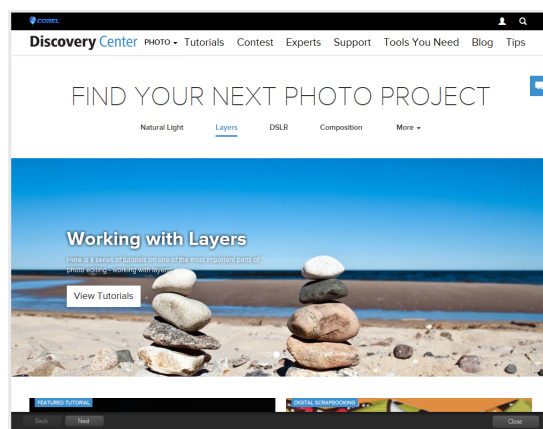 COREL
Discovery Center PHOTO Tutorials Contest Experts Support Tools You Need Blog Tips
FIND YOUR NEXT PHOTO PROJECT
Natural Light Layers DSLR Composition More
Working with Layers
Here is a series of tutorials on one of the most important parts of
photo editing - working with layers!
View Tutorials
FEATURED TUTORIAL DIGITAL SCRAPBOOKING
Back Next Close